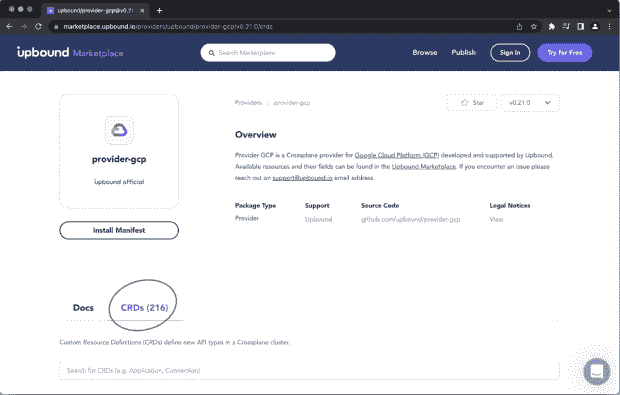 upbound/provider-gcp@v0.21.0
marketplace.upbound.io/providers/upbound/provider-gcp/v0.21.0/crds
upbound Marketplace
Search Marketplace
Browse
Publish
Sign In
Try for Free
Providers
provider-gcp
Star
v0.21.0
provider-gcp
upbound official
Install Manifest
Overview
Provider GCP is a Crossplane provider for Google Cloud Platform (GCP) developed and supported by Upbound.
Available resources and their fields can be found in the Upbound Marketplace. If you encounter an issue please
reach out on support@upbound.io email address.
Package Type
Support
Source Code
Legal Notices
Provider
Upbound
github.com/upbound/provider-gcp
View
Docs
CRDs (216)
Custom Resource Definitions (CRDs) define new API types in a Crossplane cluster.
Search for CRDs (e.g, Application, Connection)